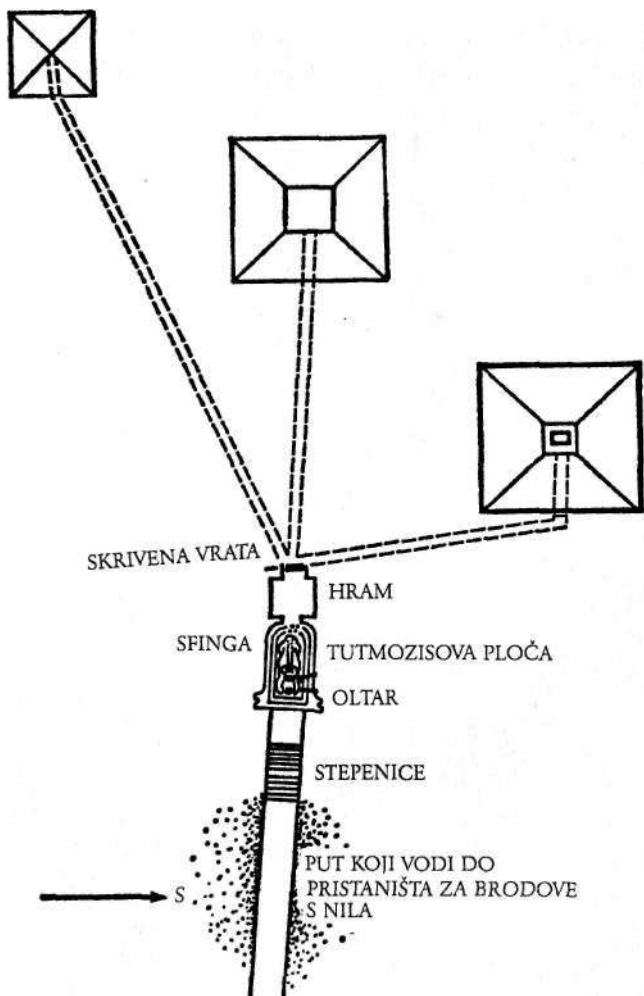 SKRIVENA VRATA
HRAM
SFINGA
TUTMOZISOVA PLOČA
OLTAR
STEPENICE
PUT KOJI VODI DO
PRISTANIŠTA ZA BRODOVE
S NILA
S